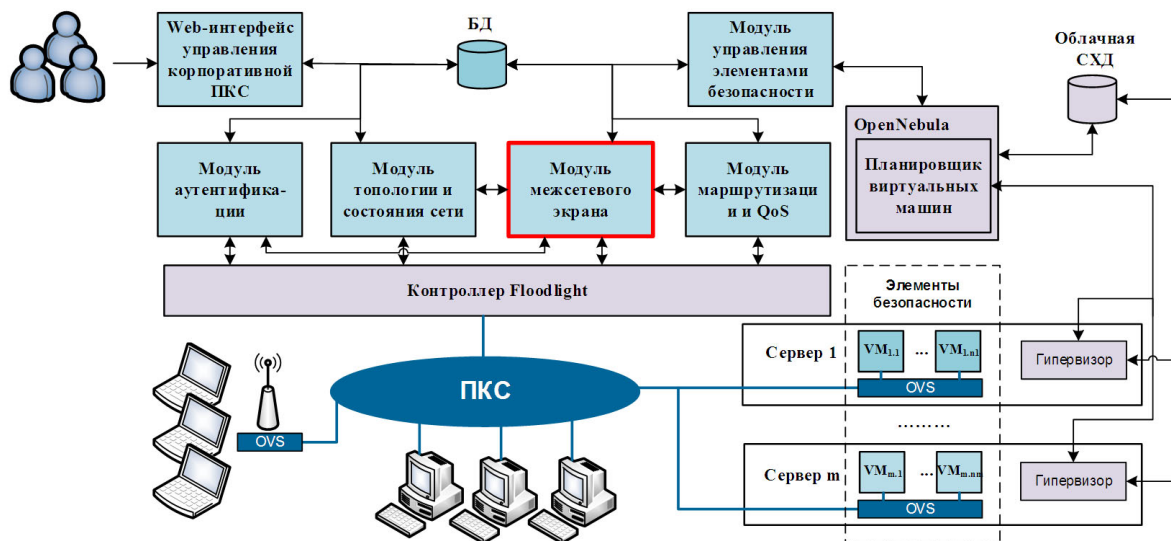 Web-интерфейс
управления
корпоративной
ПКС
БД
Модуль
управления
элементами
безопасности
Облачная
СХД
OpenNebula
Планировщик
виртуальных
машин
Модуль
аутентифика-
ции
Модуль
топологии и
состояния сети
Модуль
межсетевого
экрана
Модуль
маршрутизаци
и и QoS
Контроллер Floodlight
Элементы
безопасности
Сервер 1
VM1.1
...
VM1.n1
OVS
Гипервизор
ПКС
OVS
.........
Сервер m
VMm.1
...
VMm.nm
OVS
Гипервизор